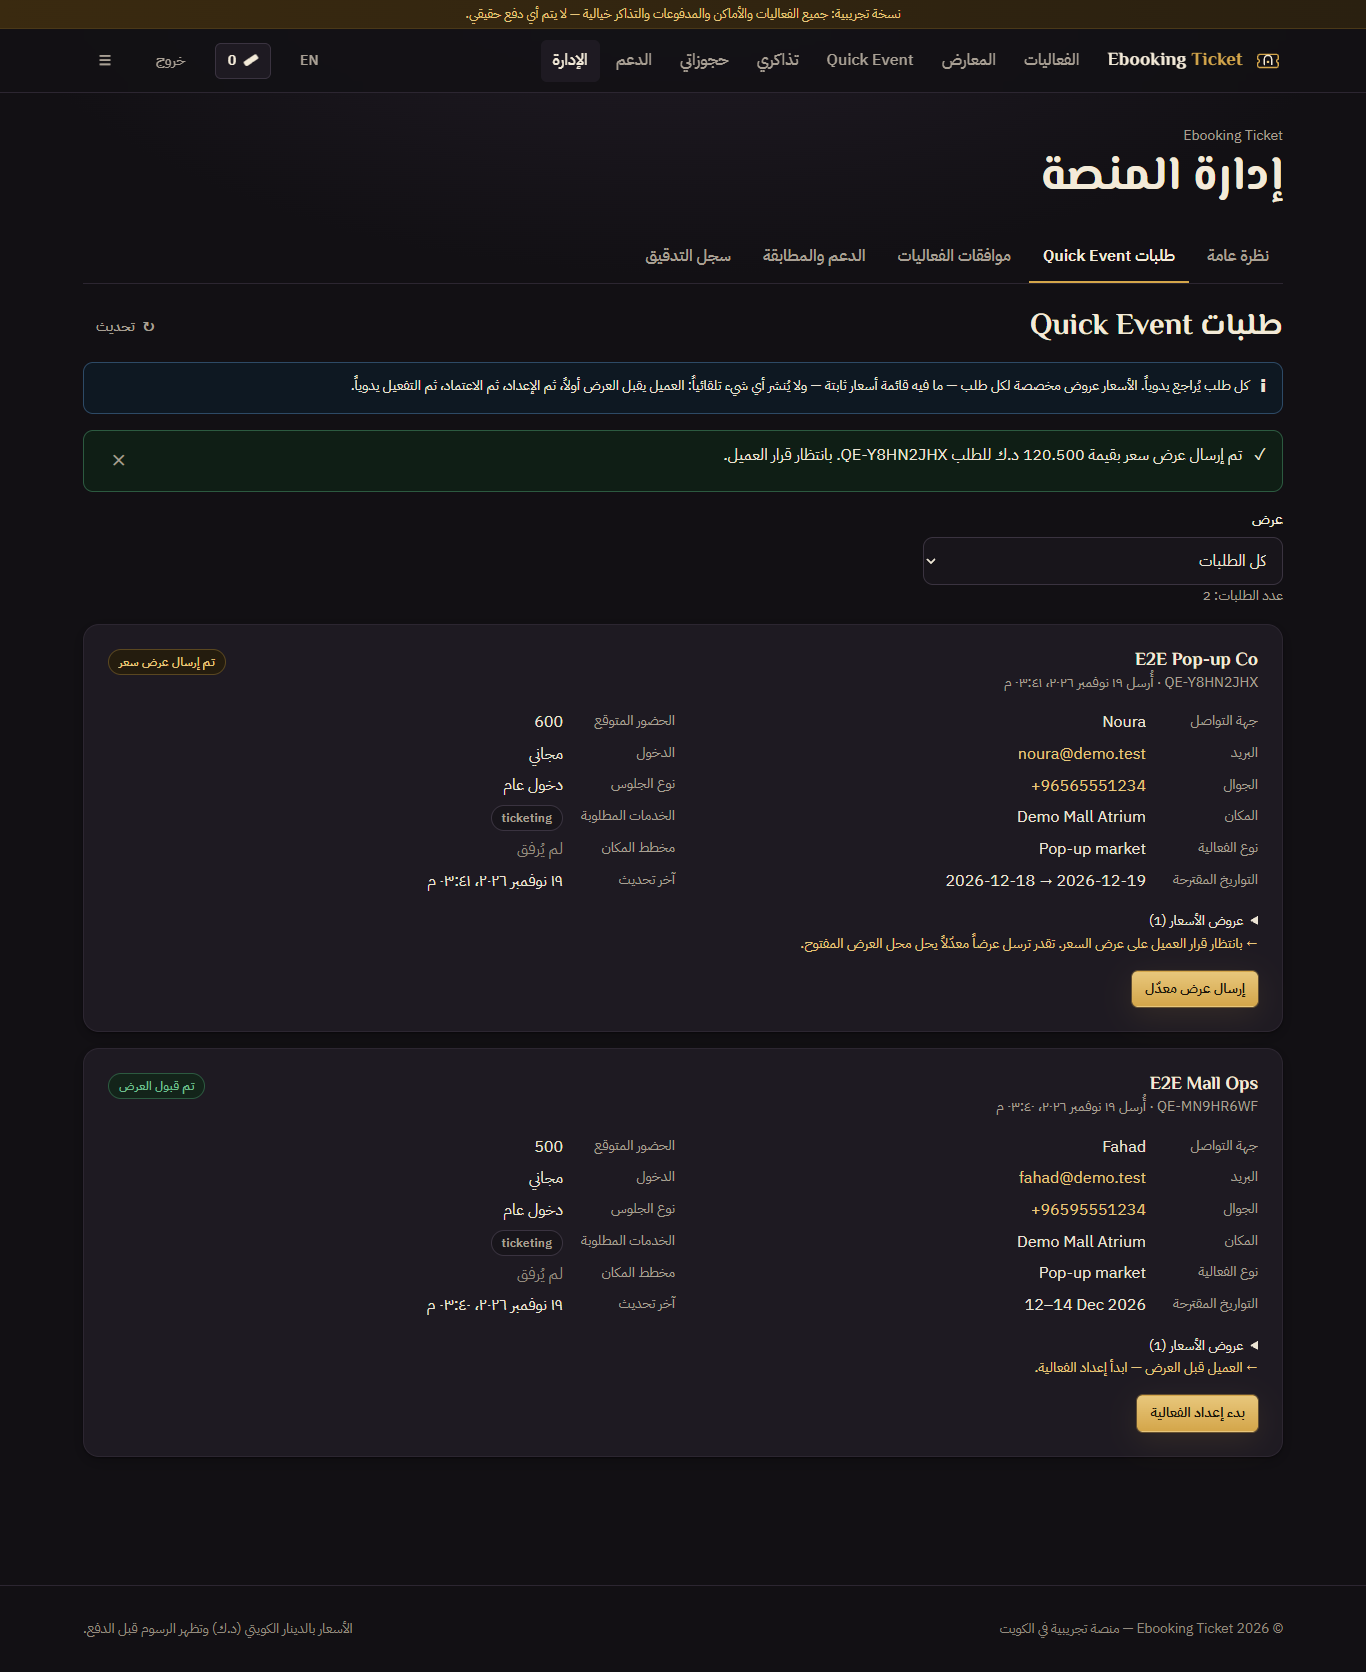 نسخة تجريبية: جميع الفعاليات والأماكن والمدفوعات والتذاكر خيالية — لا يتم أي دفع حقيقي.
Ebooking Ticket الفعاليات المعارض Quick Event تذاكري حجوزاتي الدعم الإدارة EN 0 خروج ☰
Ebooking Ticket
إدارة المنصة
نظرة عامة طلبات Quick Event موافقات الفعاليات الدعم والمطابقة سجل التدقيق
طلبات Quick Event ↻ تحديث
كل طلب يُراجع يدوياً. الأسعار عروض مخصصة لكل طلب — ما فيه قائمة أسعار ثابتة — ولا يُنشر أي شيء تلقائياً: العميل يقبل العرض أولاً، ثم الإعداد، ثم الاعتماد، ثم التفعيل يدوياً.
✓ تم إرسال عرض سعر بقيمة 120.500 د.ك للطلب QE-Y8HN2JHX. بانتظار قرار العميل. ✕
عرض
كل الطلبات
عدد الطلبات: 2
E2E Pop-up Co تم إرسال عرض سعر
QE-Y8HN2JHX · أُرسل ١٩ نوفمبر ٢٠٢٦، ٠٣:٤١ م
جهة التواصل Noura الحضور المتوقع 600
البريد noura@demo.test الدخول مجاني
الجوال +96565551234 نوع الجلوس دخول عام
المكان Demo Mall Atrium الخدمات المطلوبة ticketing
نوع الفعالية Pop-up market مخطط المكان لم يُرفق
التواريخ المقترحة 2026-12-18 → 2026-12-19 آخر تحديث ١٩ نوفمبر ٢٠٢٦، ٠٣:٤١ م
عروض الأسعار (1)
← بانتظار قرار العميل على عرض السعر. تقدر ترسل عرضاً معدّلاً يحل محل العرض المفتوح.
إرسال عرض معدّل
E2E Mall Ops تم قبول العرض
QE-MN9HR6WF · أُرسل ١٩ نوفمبر ٢٠٢٦، ٠٣:٤٠ م
جهة التواصل Fahad الحضور المتوقع 500
البريد fahad@demo.test الدخول مجاني
الجوال +96595551234 نوع الجلوس دخول عام
المكان Demo Mall Atrium الخدمات المطلوبة ticketing
نوع الفعالية Pop-up market مخطط المكان لم يُرفق
التواريخ المقترحة 12–14 Dec 2026 آخر تحديث ١٩ نوفمبر ٢٠٢٦، ٠٣:٤٠ م
عروض الأسعار (1)
← العميل قبل العرض — ابدأ إعداد الفعالية.
بدء إعداد الفعالية
© 2026 Ebooking Ticket — منصة تجريبية في الكويت الأسعار بالدينار الكويتي (د.ك) وتظهر الرسوم قبل الدفع.